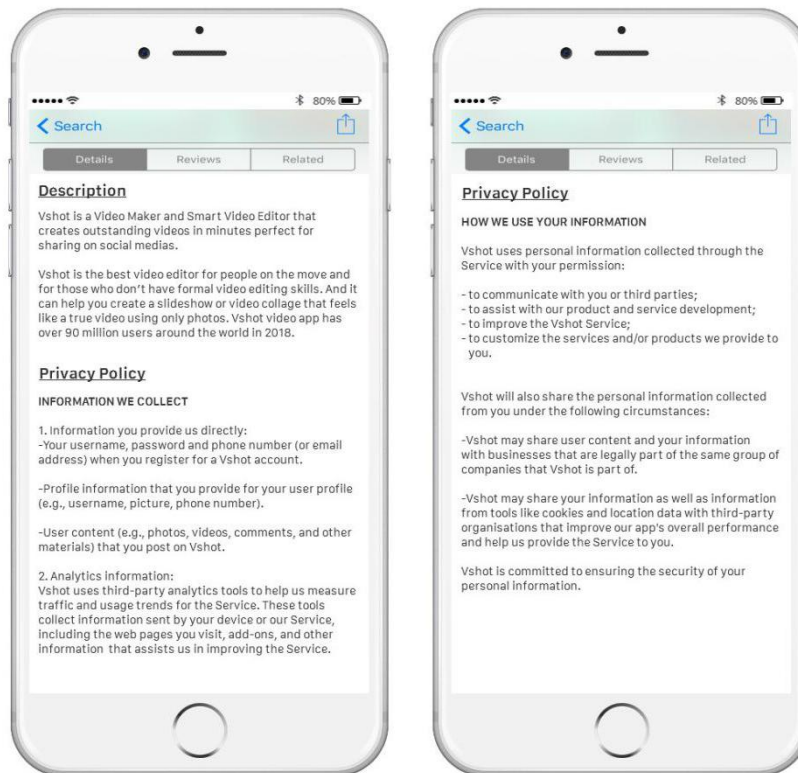 80%
Search
Details Reviews Related
Description
Vshot is a Video Maker and Smart Video Editor that
creates outstanding videos in minutes perfect for
sharing on social medias.
Vshot is the best video editor for people on the move and
for those who don't have formal video editing skills. And it
can help you create a slideshow or video collage that feels
like a true video using only photos. Vshot video app has
over 90 million users around the world in 2018.
Privacy Policy
INFORMATION WE COLLECT
1. Information you provide us directly:
-Your username, password and phone number (or email
address) when you register for a Vshot account.
-Profile information that you provide for your user profile
(e.g., username, picture, phone number).
-User content (e.g., photos, videos, comments, and other
materials) that you post on Vshot.
2. Analytics information:
Vshot uses third-party analytics tools to help us measure
traffic and usage trends for the Service. These tools
collect information sent by your device or our Service,
including the web pages you visit, add-ons, and other
information that assists us in improving the Service.
80%
Search
Details Reviews Related
Privacy Policy
HOW WE USE YOUR INFORMATION
Vshot uses personal information collected through the
Service with your permission:
- to communicate with you or third parties;
- to assist with our product and service development;
- to improve the Vshot Service;
- to customize the services and/or products we provide to
you.
Vshot will also share the personal information collected
from you under the following circumstances:
-Vshot may share user content and your information
with businesses that are legally part of the same group of
companies that Vshot is part of.
-Vshot may share your information as well as information
from tools like cookies and location data with third-party
organisations that improve our app's overall performance
and help us provide the Service to you.
Vshot is committed to ensuring the security of your
personal information.